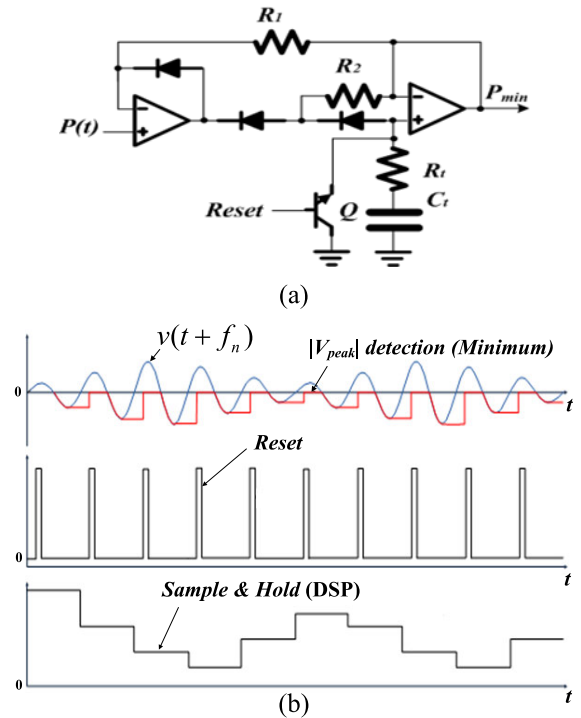 R1
R2
P(t)
Pmin
Rt
Reset
Q
Ct
(a)
v(t + fn)
|Vpeak| detection (Minimum)
0
t
Reset
0
t
Sample & Hold (DSP)
0
t
(b)